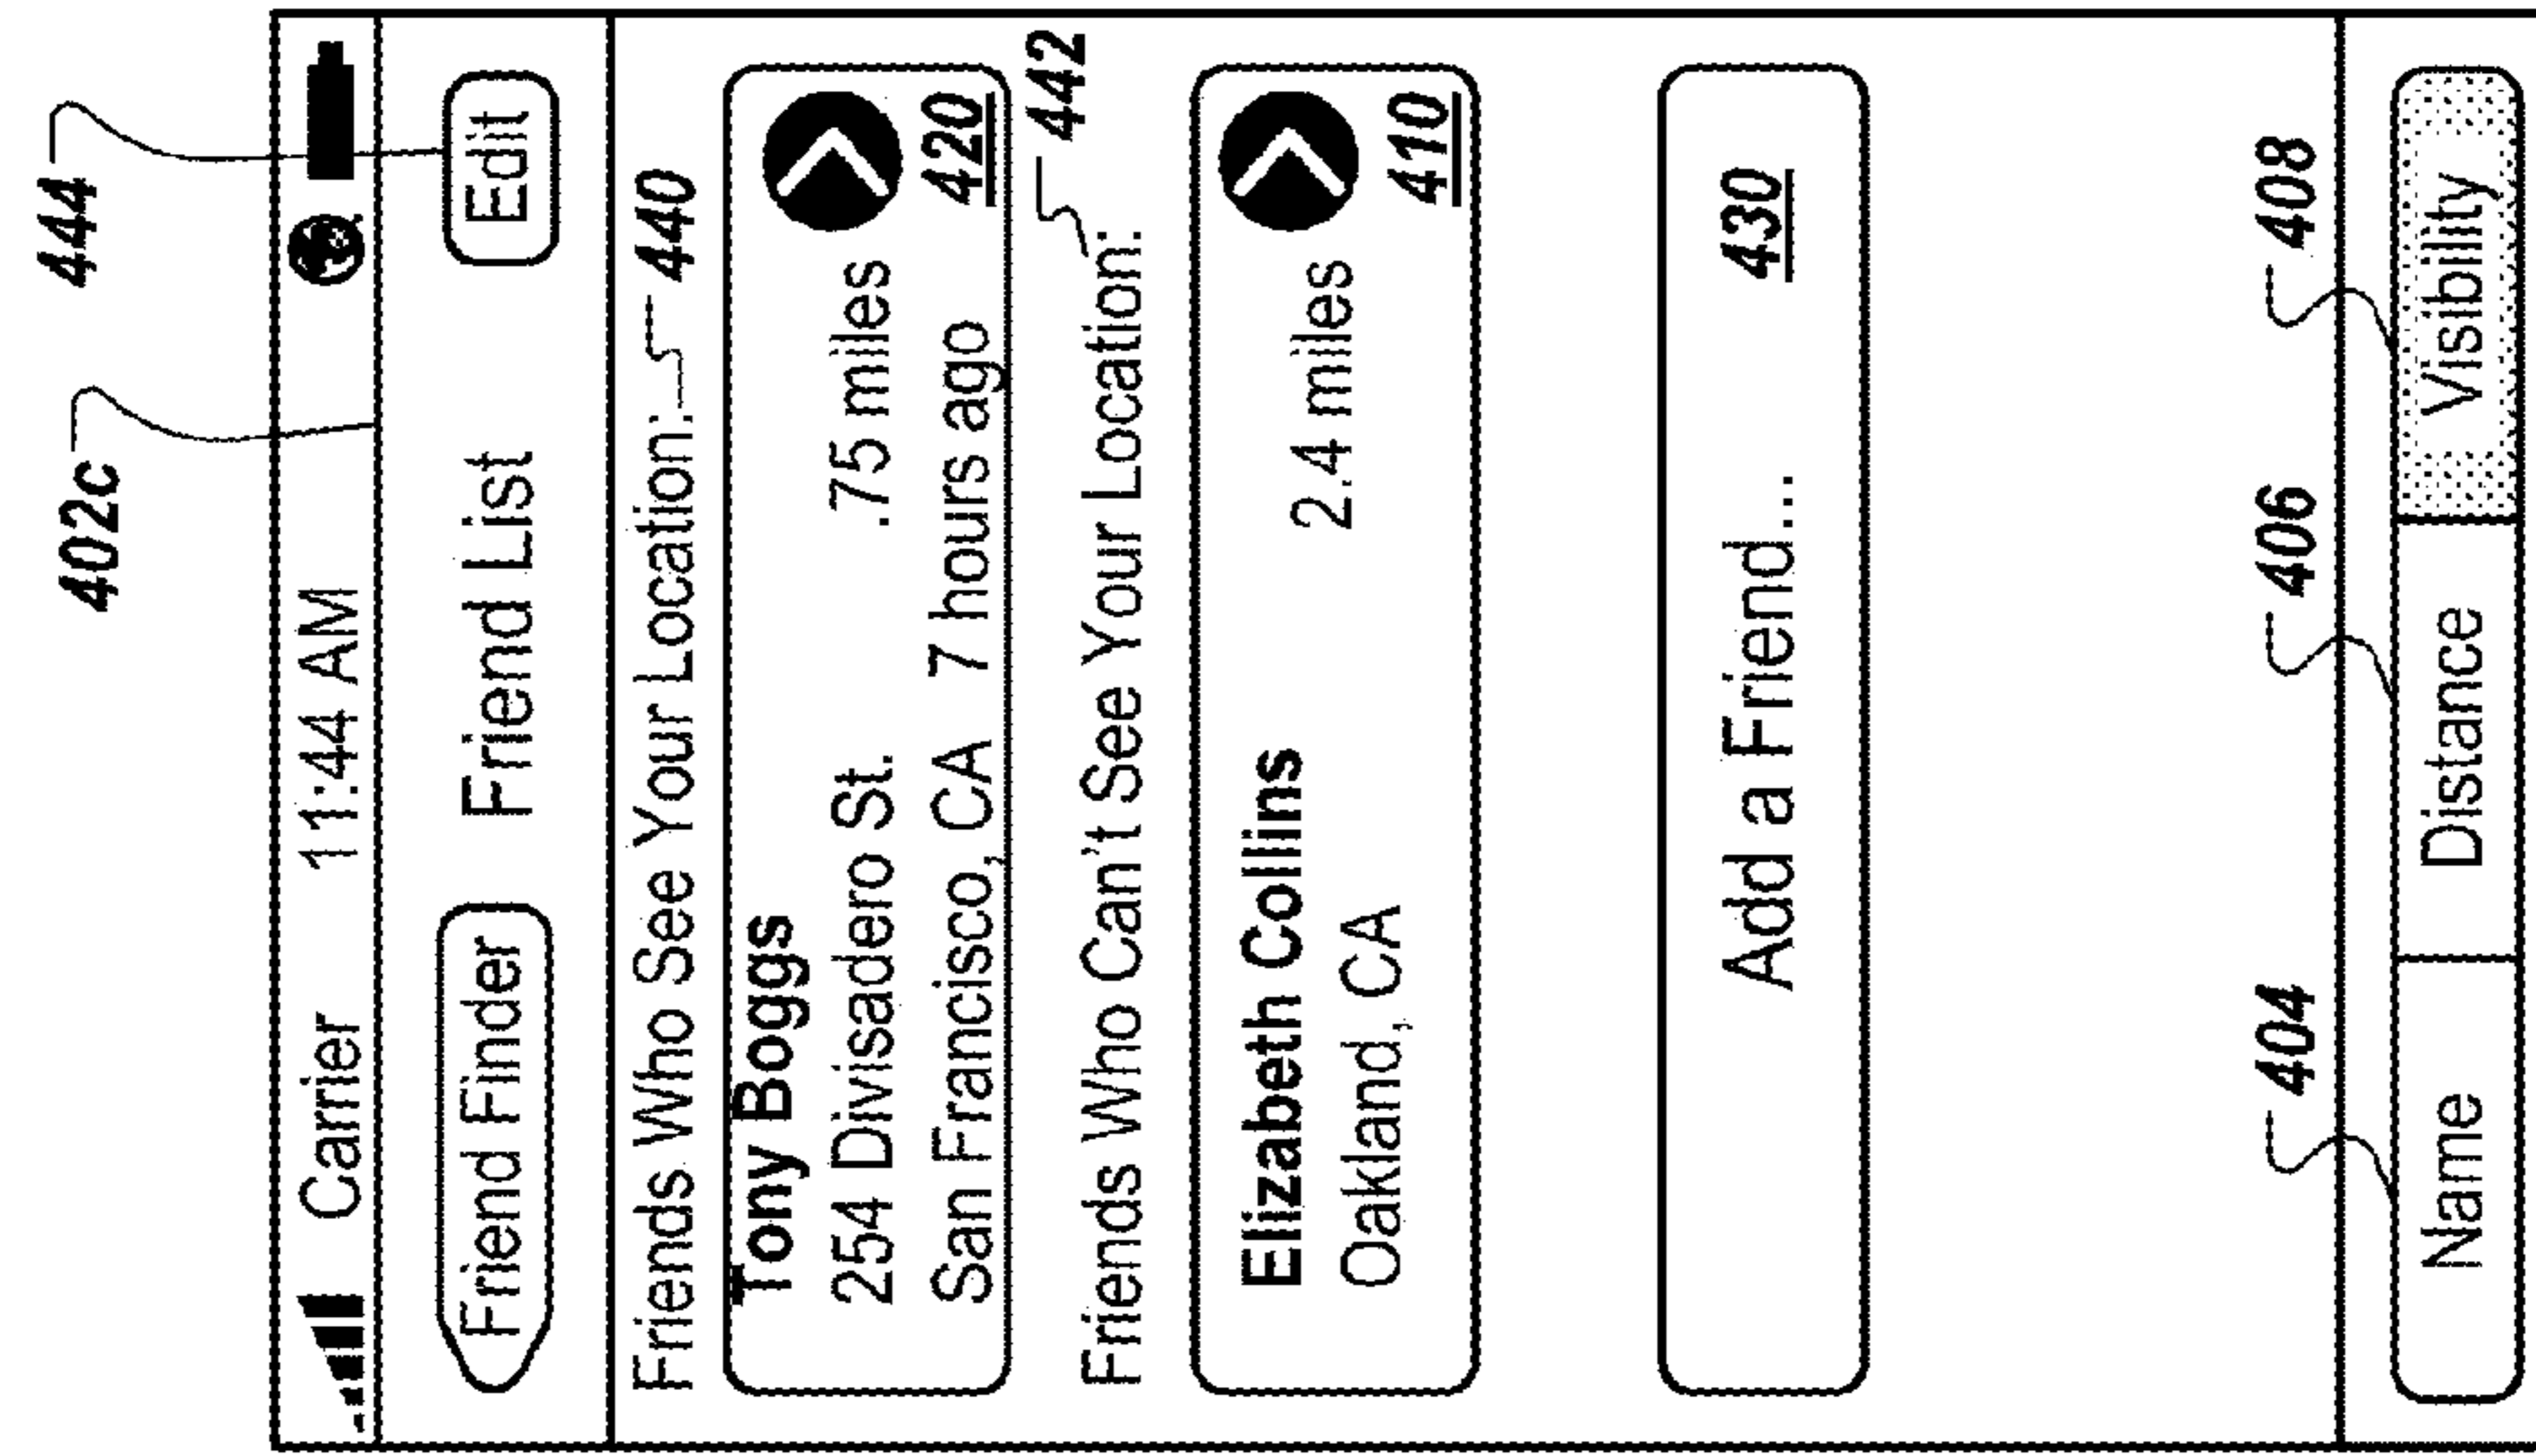 444
402c
Carrier 11:44 AM
Friend Finder Friend List Edit
Friends Who See Your Location: 440
Tony Boggs
254 Divisadero St. .75 miles
San Francisco, CA 7 hours ago
420
442
Friends Who Can't See Your Location:
Elizabeth Collins
2.4 miles
Oakland, CA
410
Add a Friend... 430
404 406 408
Name Distance Visibility